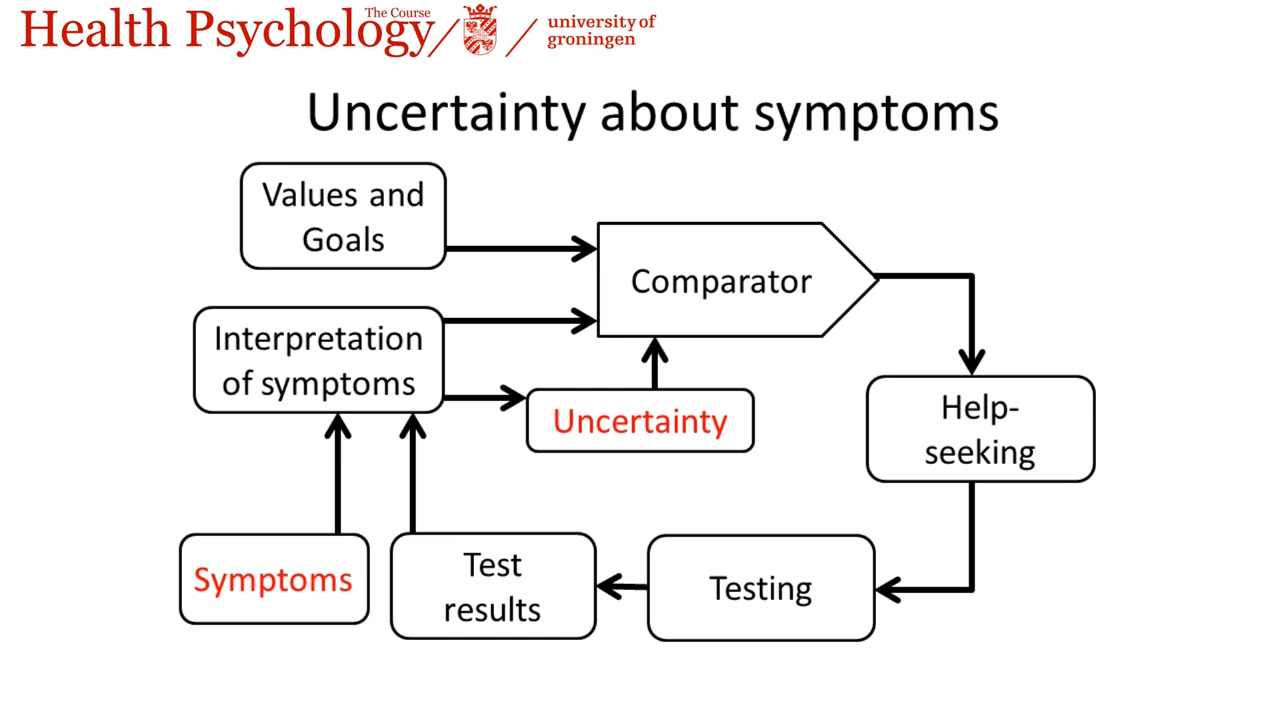 The Course
Health Psychology
university of
groningen
Uncertainty about symptoms
Values and
Goals
Comparator
Interpretation
of symptoms
Uncertainty
Help-
seeking
Symptoms
Test
results
Testing